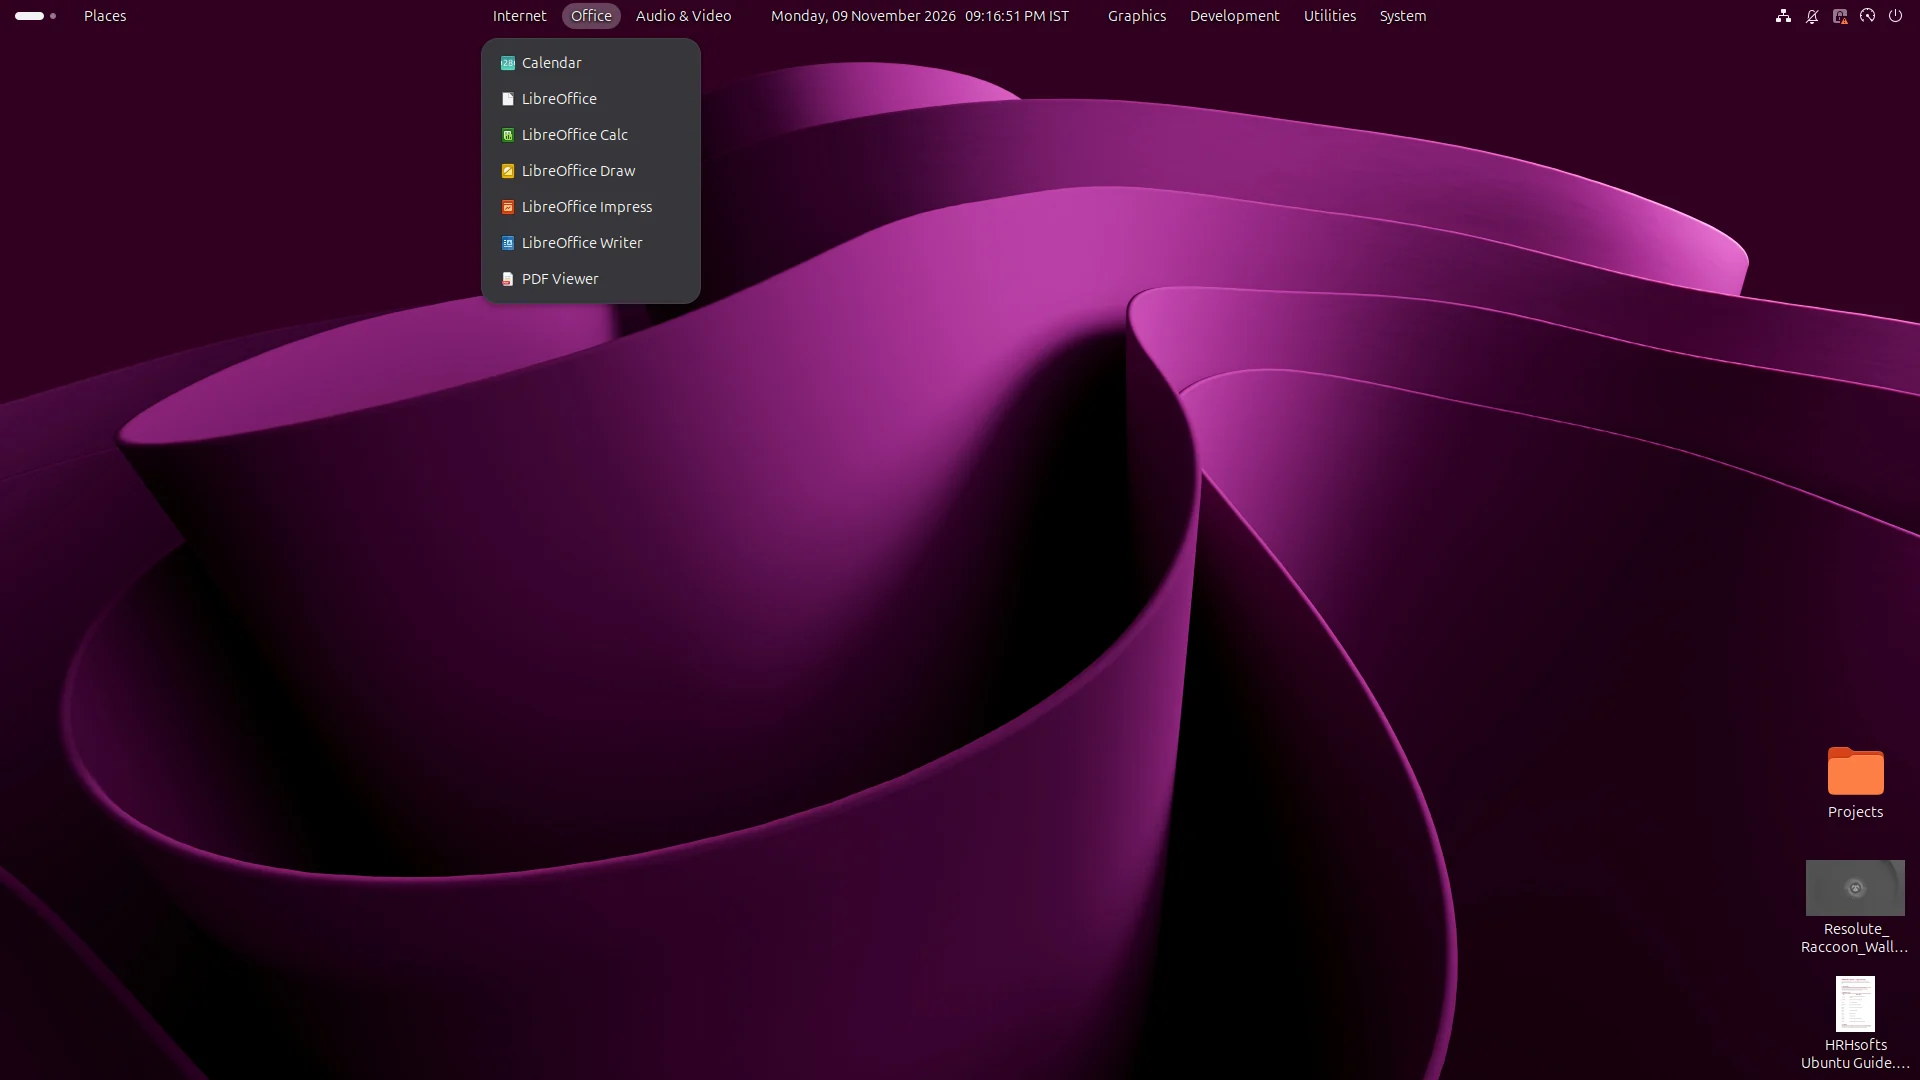 Places
Internet
Office
Audio & Video
Monday, 09 November 2026 09:16:51 PM IST
Graphics
Development
Utilities
System
Calendar
LibreOffice
LibreOffice Calc
LibreOffice Draw
LibreOffice Impress
LibreOffice Writer
PDF Viewer
Projects
Resolute_
Raccoon_Wall...
HRHsofts
Ubuntu Guide....